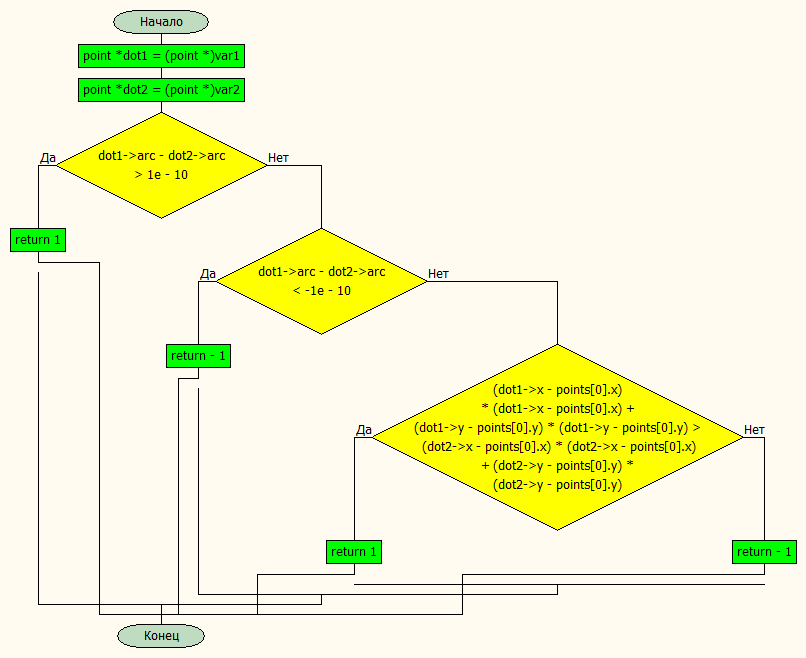 Начало
point *dot1 = (point *)var1
point *dot2 = (point *)var2
Да
Нет
dot1->arc - dot2->arc
> 1e - 10
return 1
Да
Нет
dot1->arc - dot2->arc
< -1e - 10
return - 1
Да
Нет
(dot1->x - points[0].x)
* (dot1->x - points[0].x) +
(dot1->y - points[0].y) * (dot1->y - points[0].y) >
(dot2->x - points[0].x) * (dot2->x - points[0].x)
+ (dot2->y - points[0].y) *
(dot2->y - points[0].y)
return 1
return - 1
Конец